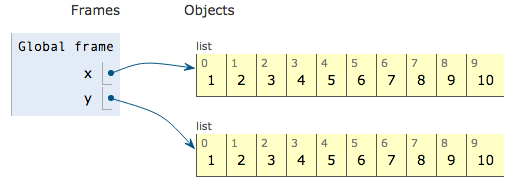 Frames Objects
Global frame
x
y
list
0 1 2 3 4 5 6 7 8 9
1 2 3 4 5 6 7 8 9 10
list
0 1 2 3 4 5 6 7 8 9
1 2 3 4 5 6 7 8 9 10